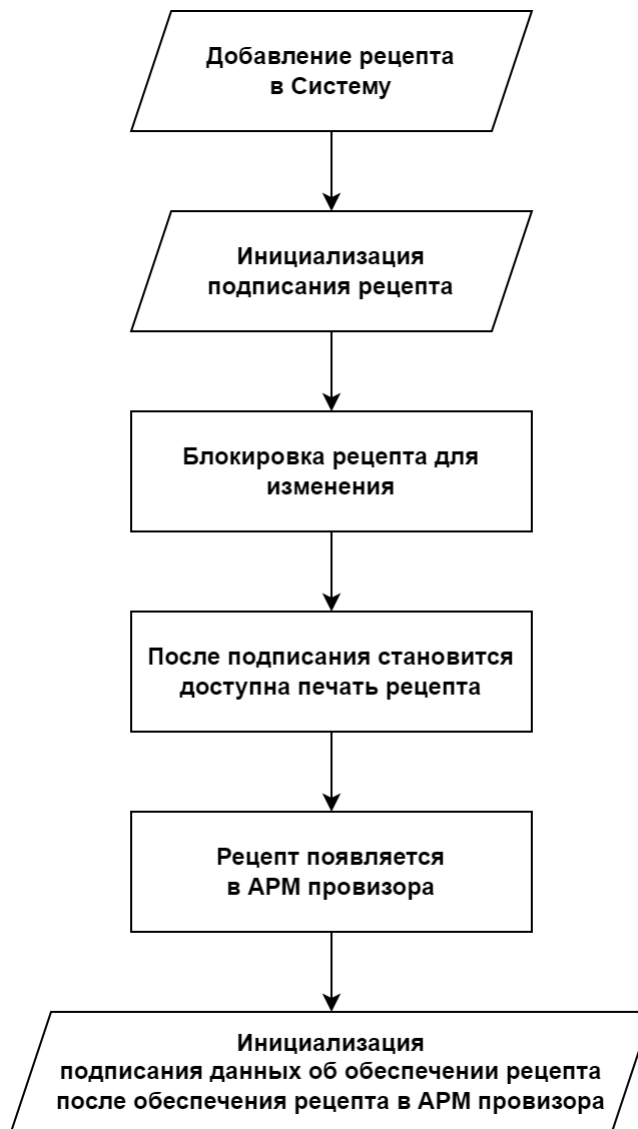 Добавление рецепта
в Систему
Инициализация
подписания рецепта
Блокировка рецепта для
изменения
После подписания становится
доступна печать рецепта
Рецепт появляется
в АРМ провизора
Инициализация
подписания данных об обеспечении рецепта
после обеспечения рецепта в АРМ провизора